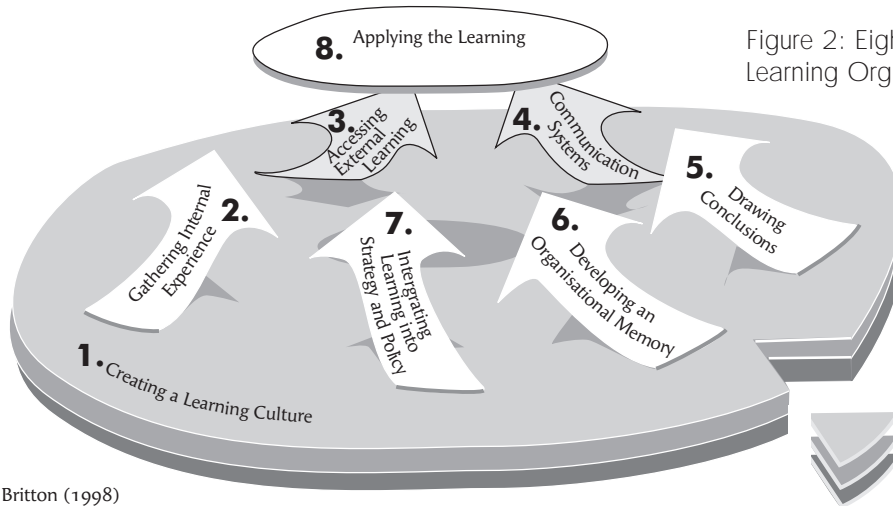 Figure 2: Eigh
Learning Org
8. Applying the Learning
3. Accessing
External
Learning
4. Communication
Systems
2. Gathering Internal
Experience
7. Intergrating
Learning into
Strategy and Policy
6. Developing an
Organisational Memory
5. Drawing
Conclusions
1. Creating a Learning Culture
Britton (1998)